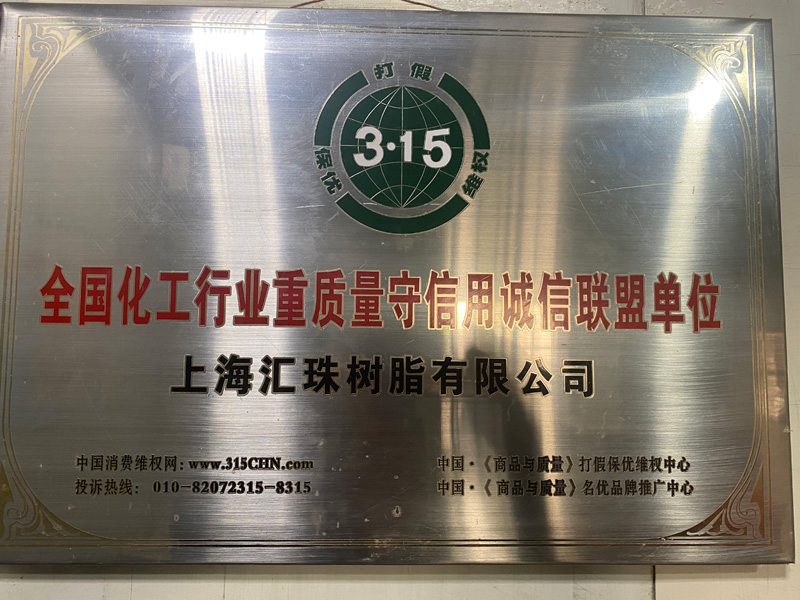 打假
保优
维权
3·15
全国化工行业重质量守信用诚信联盟单位
上海汇珠树脂有限公司
中国消费维权网：www.315CHN.com
投诉热线：010-82072315-8315
中国·《商品与质量》打假保优维权中心
中国·《商品与质量》名优品牌推广中心